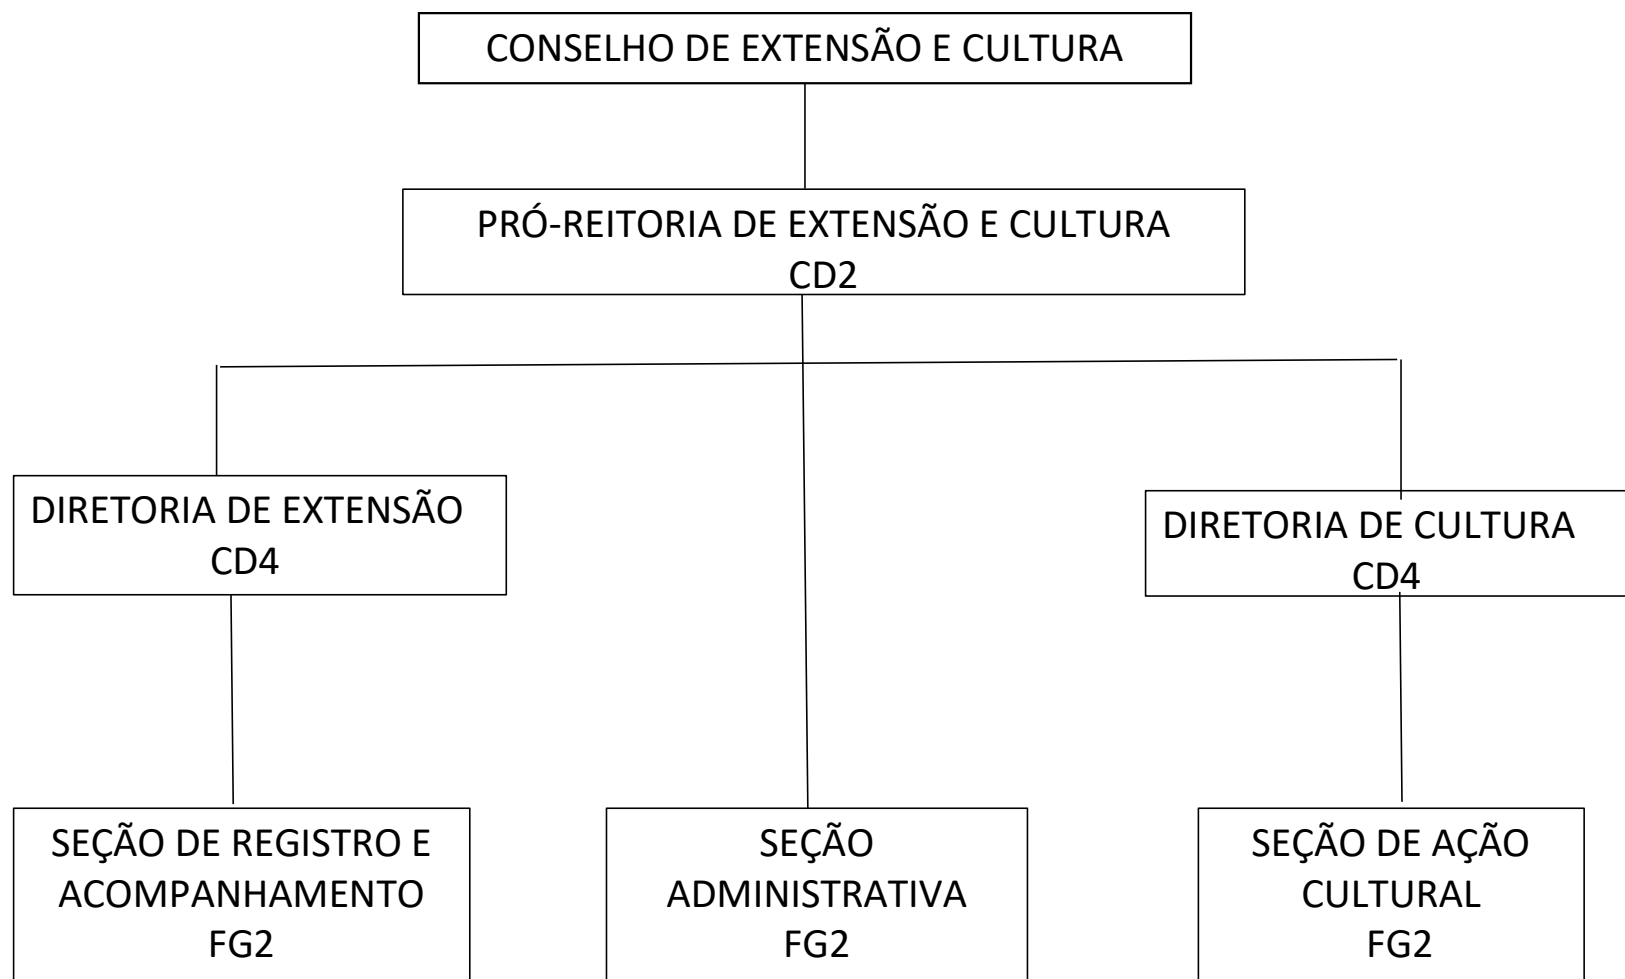 CONSELHO DE EXTENSÃO E CULTURA
PRÓ-REITORIA DE EXTENSÃO E CULTURA
CD2
DIRETORIA DE EXTENSÃO
CD4
DIRETORIA DE CULTURA
CD4
SEÇÃO DE REGISTRO E
ACOMPANHAMENTO
FG2
SEÇÃO
ADMINISTRATIVA
FG2
SEÇÃO DE AÇÃO
CULTURAL
FG2